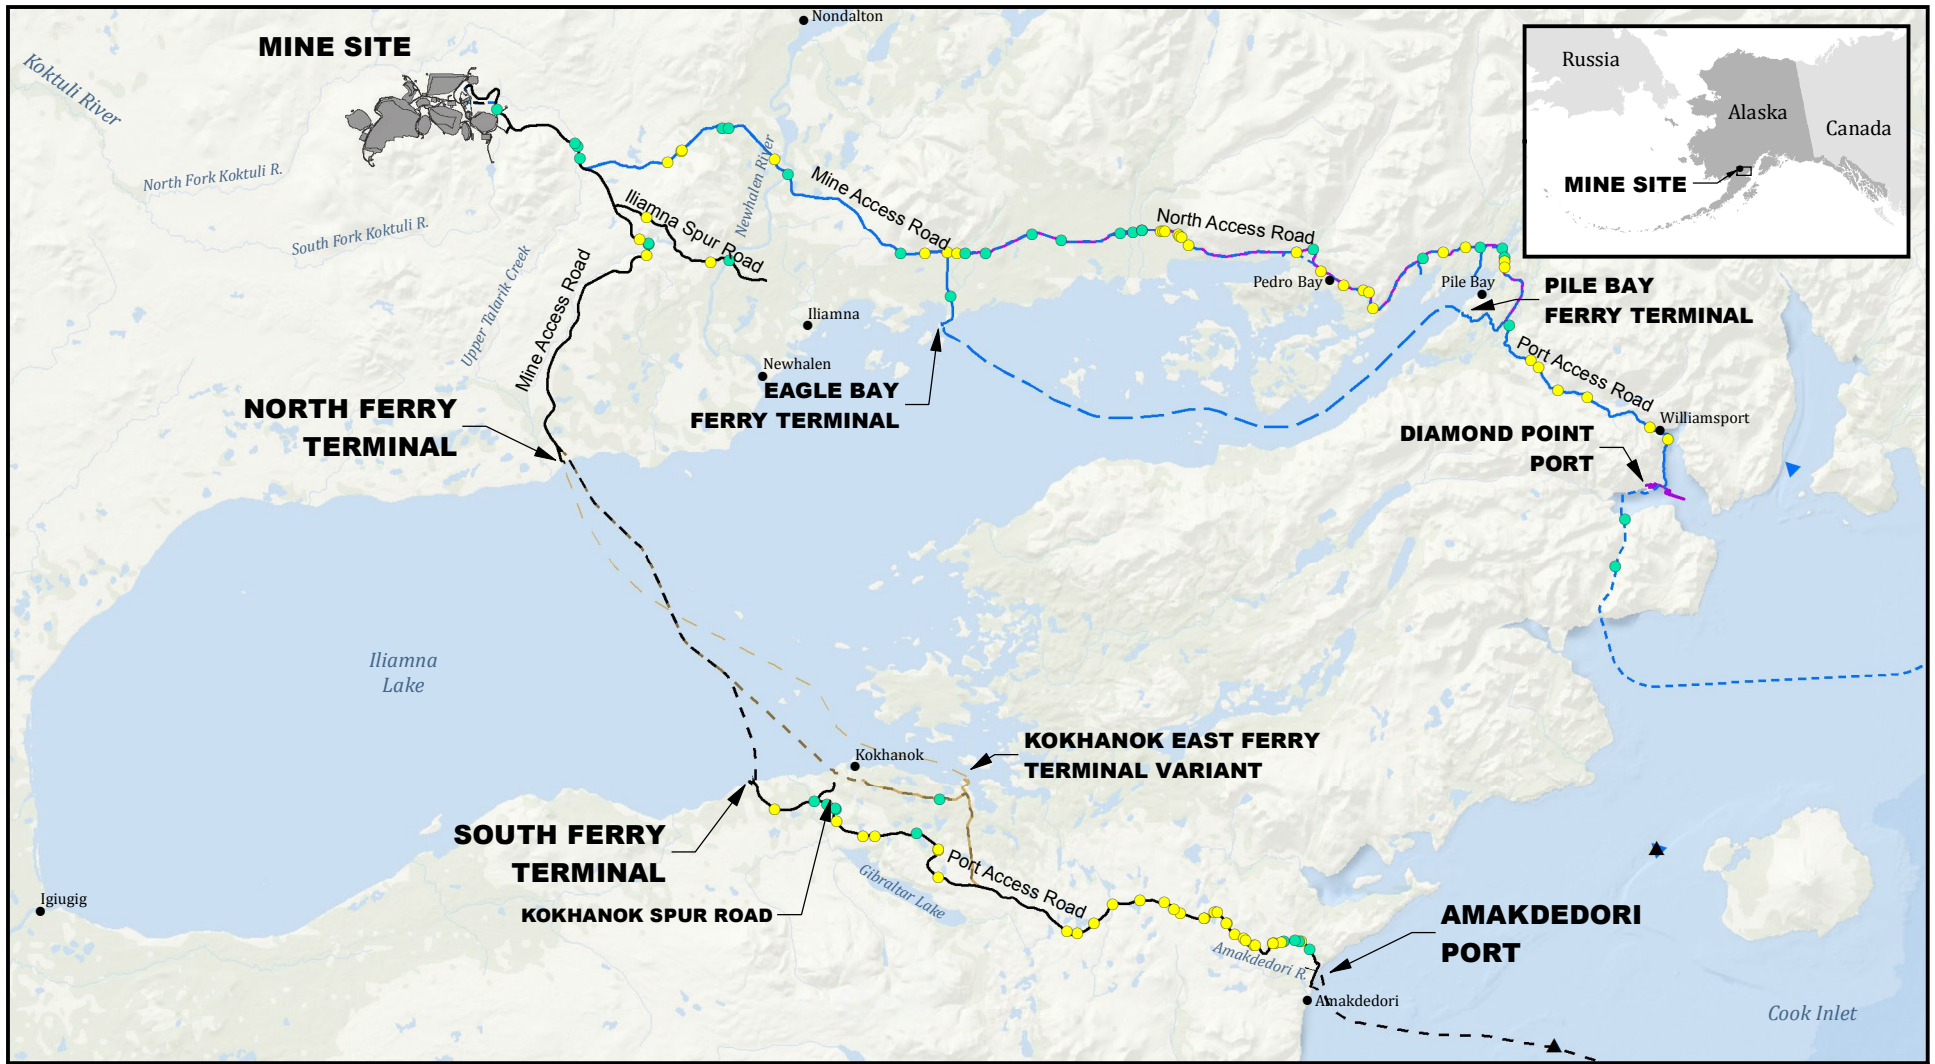 Nondalton
MINE SITE
Koktuli River
North Fork Koktuli R.
South Fork Koktuli R.
Upper Talarik Creek
Newhalen River
Iliamna Spur Road
Mine Access Road
Mine Access Road
North Access Road
Pedro Bay
Pile Bay
PILE BAY
FERRY TERMINAL
Port Access Road
Williamsport
DIAMOND POINT
PORT
Iliamna
Newhalen
EAGLE BAY
FERRY TERMINAL
NORTH FERRY
TERMINAL
Iliamna
Lake
Kokhanok
KOKHANOK EAST FERRY
TERMINAL VARIANT
SOUTH FERRY
TERMINAL
KOKHANOK SPUR ROAD
Gibraltar Lake
Port Access Road
Igiugig
AMAKDEDORI
PORT
Amakdedori R.
Amakdedori
Cook Inlet
Russia
Alaska
Canada
MINE SITE